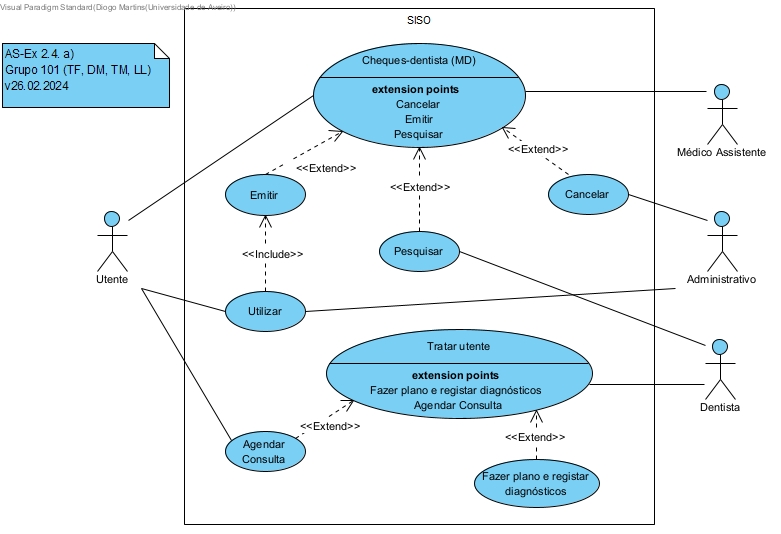 Visual Paradigm Standard(Diogo Martins(Universidade de Aveiro))
SISO
AS-Ex 2.4. a)
Grupo 101 (TF, DM, TM, LL)
v26.02.2024
Cheques-dentista (MD)
extension points
Cancelar
Emitir
Pesquisar
Médico Assistente
<<Extend>>
<<Extend>>
<<Extend>>
Emitir
Cancelar
Pesquisar
Utente
Administrativo
<<Include>>
Utilizar
Tratar utente
extension points
Fazer plano e registar diagnósticos
Agendar Consulta
Dentista
<<Extend>>
<<Extend>>
Agendar
Consulta
Fazer plano e registar
diagnósticos